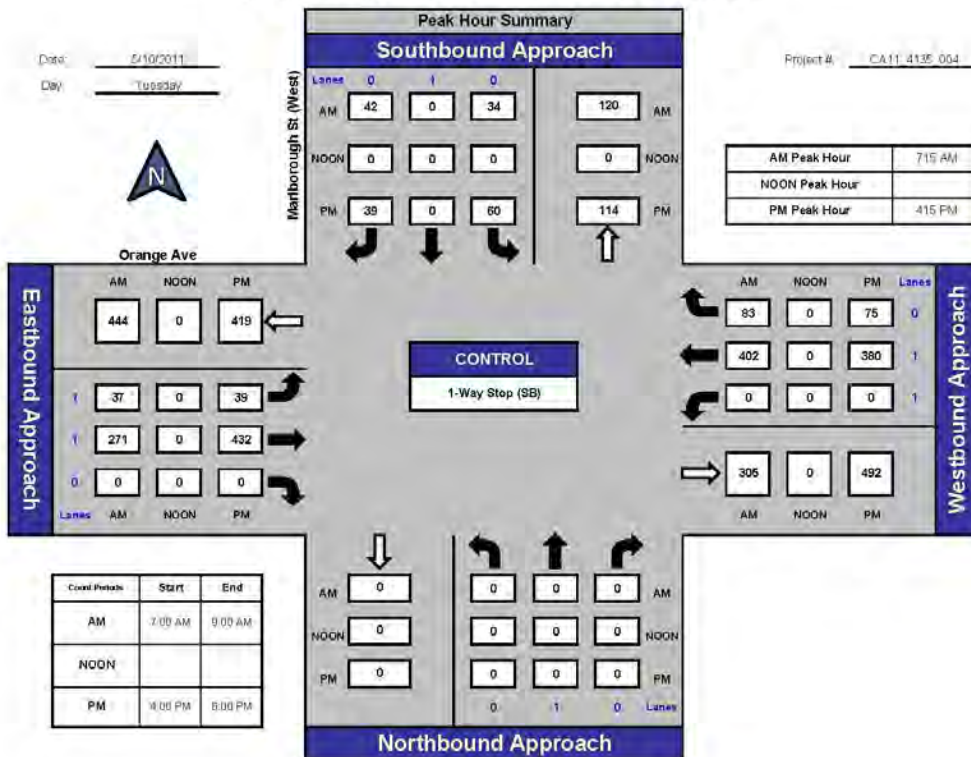 Peak Hour Summary
Southbound Approach
Date: 5/10/2011
Day: Tuesday
Project #: CA11_4135_004
Marlborough St (West)
Lanes 0 1 0
AM 42 0 34 120 AM
NOON 0 0 0 0 NOON
PM 39 0 60 114 PM
N
AM Peak Hour 715 AM
NOON Peak Hour
PM Peak Hour 415 PM
Orange Ave
Eastbound Approach
AM NOON PM
444 0 419
1 37 0 39
1 271 0 432
0 0 0 0
Lanes AM NOON PM
CONTROL
1-Way Stop (SB)
AM NOON PM Lanes
83 0 75 0
402 0 380 1
0 0 0 1
305 0 492
AM NOON PM
Westbound Approach
Count Periods Start End
AM 7:00 AM 9:00 AM
NOON
PM 4:00 PM 6:00 PM
AM 0 0 0 0 AM
NOON 0 0 0 0 NOON
PM 0 0 0 0 PM
0 1 0 Lanes
Northbound Approach